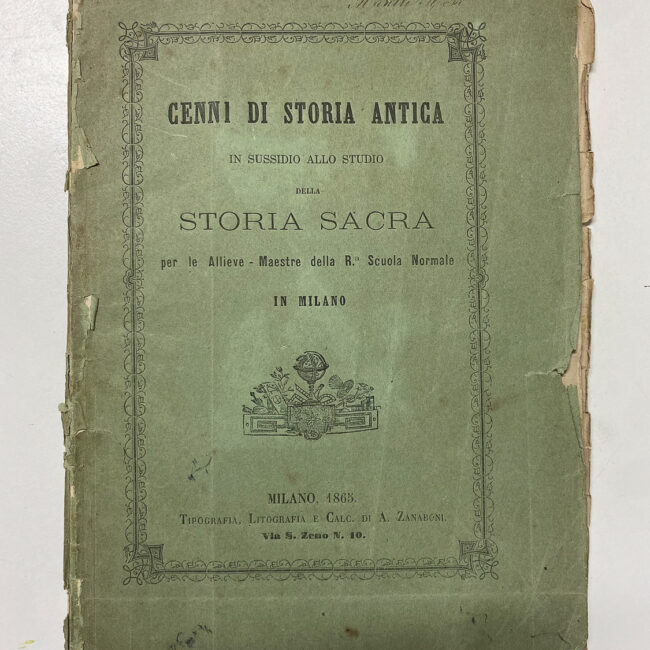 CENNI DI STORIA ANTICA
IN SUSSIDIO ALLO STUDIO
DELLA
STORIA SACRA
per le Allieve - Maestre della R.ª Scuola Normale
IN MILANO
MILANO, 1863.
TIPOGRAFIA, LITOGRAFIA E CALC. DI A. ZANABONI.
Via S. Zeno N. 10.